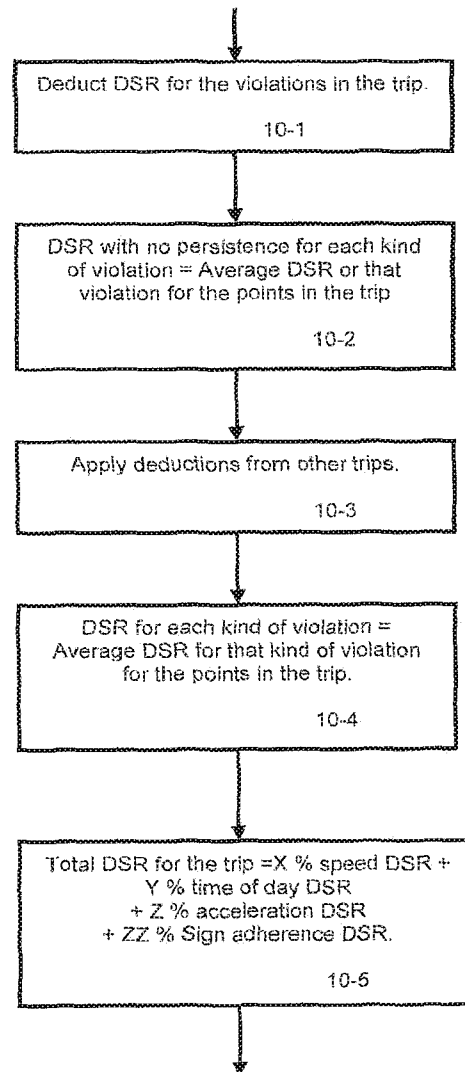 Deduct DSR for the violations in the trip.
10-1
DSR with no persistence for each kind
of violation = Average DSR or that
violation for the points in the trip
10-2
Apply deductions from other trips.
10-3
DSR for each kind of violation =
Average DSR for that kind of violation
for the points in the trip.
10-4
Total DSR for the trip =X % speed DSR +
Y % time of day DSR
+ Z % acceleration DSR
+ ZZ % Sign adherence DSR.
10-5